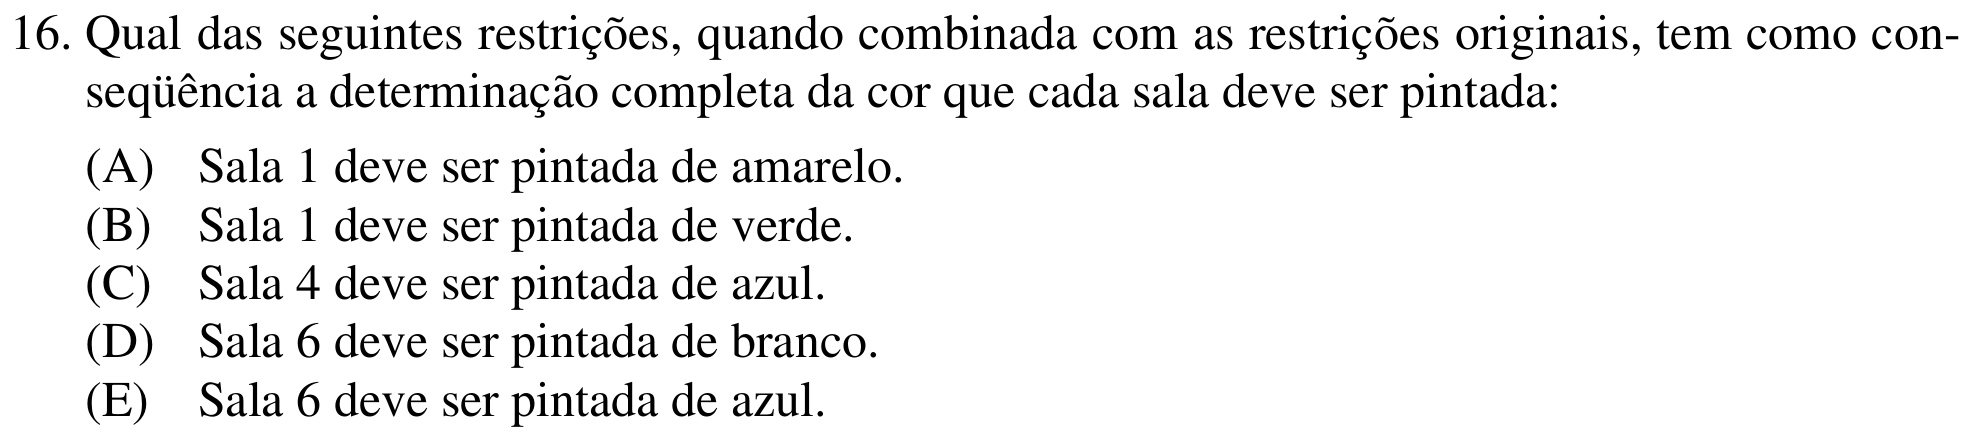 16. Qual das seguintes restrições, quando combinada com as restrições originais, tem como con-
seqüência a determinação completa da cor que cada sala deve ser pintada:
(A) Sala 1 deve ser pintada de amarelo.
(B) Sala 1 deve ser pintada de verde.
(C) Sala 4 deve ser pintada de azul.
(D) Sala 6 deve ser pintada de branco.
(E) Sala 6 deve ser pintada de azul.